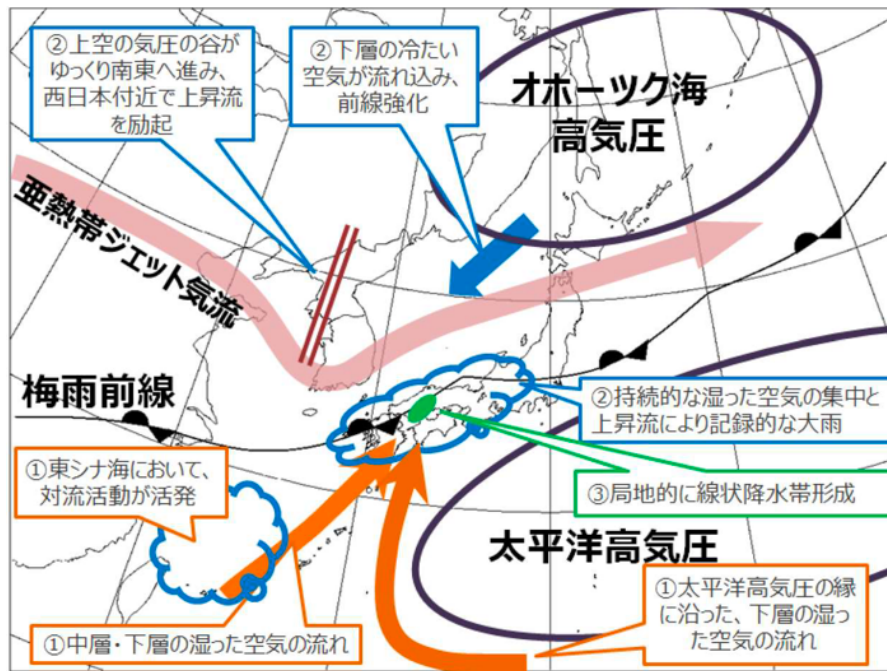 ②上空の気圧の谷が
ゆっくり南東へ進み、
西日本付近で上昇流
を励起
②下層の冷たい
空気が流れ込み、
前線強化
オホーツク海
高気圧
亜熱帯ジェット気流
梅雨前線
②持続的な湿った空気の集中と
上昇流により記録的な大雨
①東シナ海において、
対流活動が活発
③局地的に線状降水帯形成
太平洋高気圧
①太平洋高気圧の縁
に沿った、下層の湿っ
た空気の流れ
①中層・下層の湿った空気の流れ